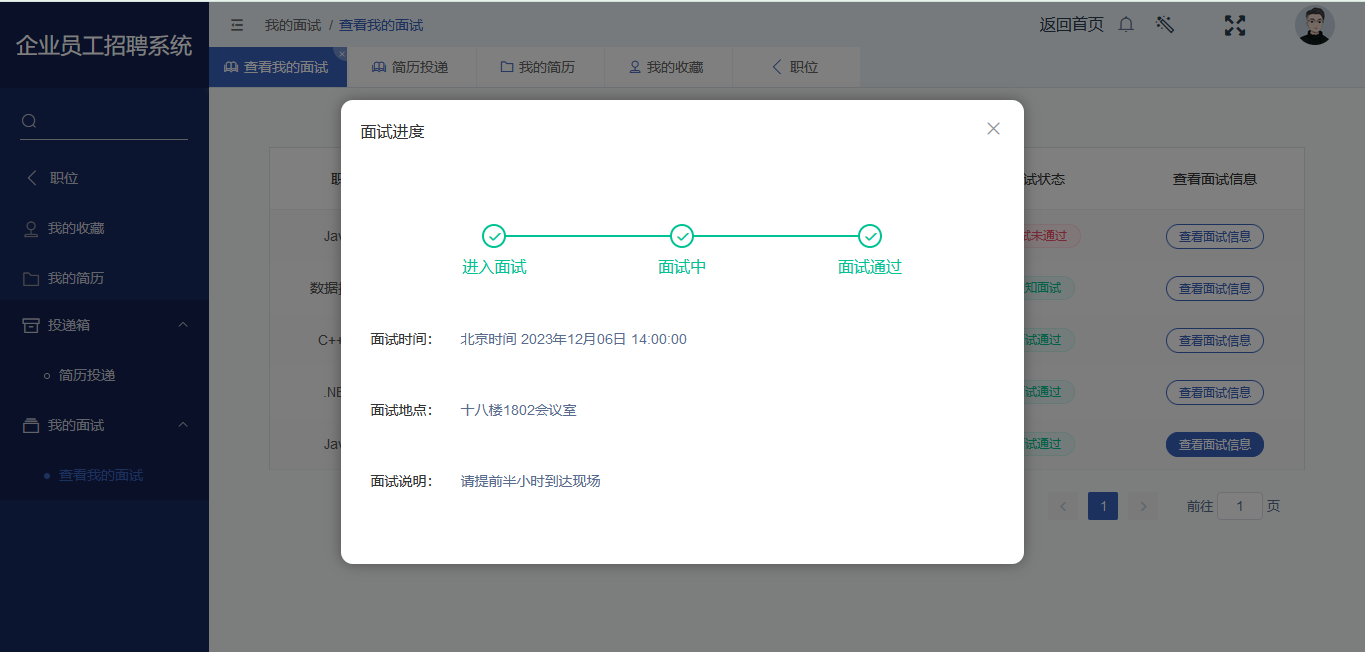 企业员工招聘系统
我的面试 / 查看我的面试
返回首页
查看我的面试 简历投递 我的简历 我的收藏 职位
职位
我的收藏
我的简历
投递箱
简历投递
我的面试
查看我的面试
面试进度
进入面试 面试中 面试通过
面试时间： 北京时间 2023年12月06日 14:00:00
面试地点： 十八楼1802会议室
面试说明： 请提前半小时到达现场
试状态 查看面试信息
Jav 试未通过 查看面试信息
数据 知面试 查看面试信息
C++ 试通过 查看面试信息
.NE 试通过 查看面试信息
Jav 试通过 查看面试信息
1 前往 1 页